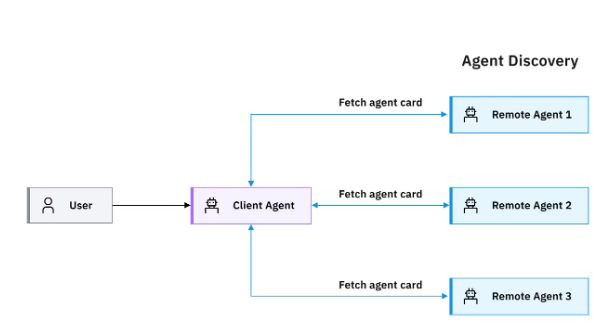 Agent Discovery
Fetch agent card
Remote Agent 1
Fetch agent card
User
Client Agent
Remote Agent 2
Fetch agent card
Remote Agent 3